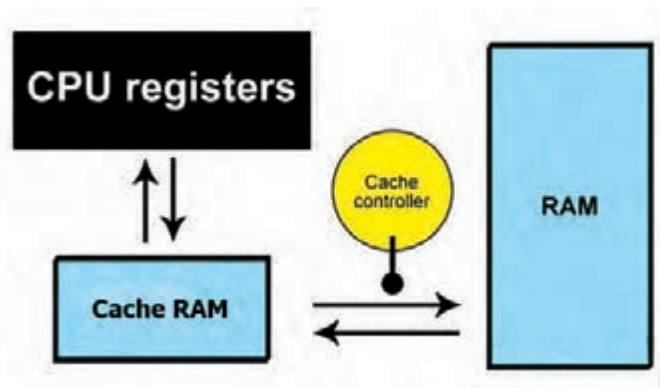 CPU registers
Cache
controller
RAM
Cache RAM